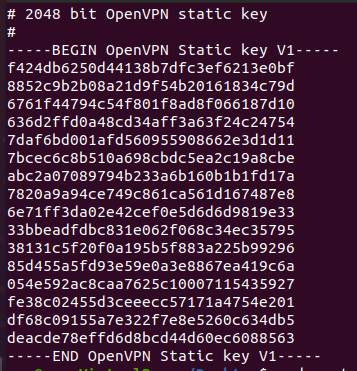 # 2048 bit OpenVPN static key
#
-----BEGIN OpenVPN Static key V1-----
f424db6250d44138b7dfc3ef6213e0bf
8852c9b2b08a21d9f54b20161834c79d
6761f44794c54f801f8ad8f066187d10
636d2ffd0a48cd34aff3a63f24c24754
7daf6bd001afd560955908662e3d1d11
7bcec6c8b510a698cbdc5ea2c19a8cbe
abc2a07089794b233a6b160b1b1fd17a
7820a9a94ce749c861ca561d167487e8
6e71ff3da02e42cef0e5d6d6d9819e33
33bbeadfdbc831e062f068c34ec35795
38131c5f20f0a195b5f883a225b99296
85d455a5fd93e59e0a3e8867ea419c6a
054e592ac8caa7625c10007115435927
fe38c02455d3ceeecc57171a4754e201
df68c09155a7e322f7e8e5260c634db5
deacde78effd6d8bcd44d60ec6088563
-----END OpenVPN Static key V1-----